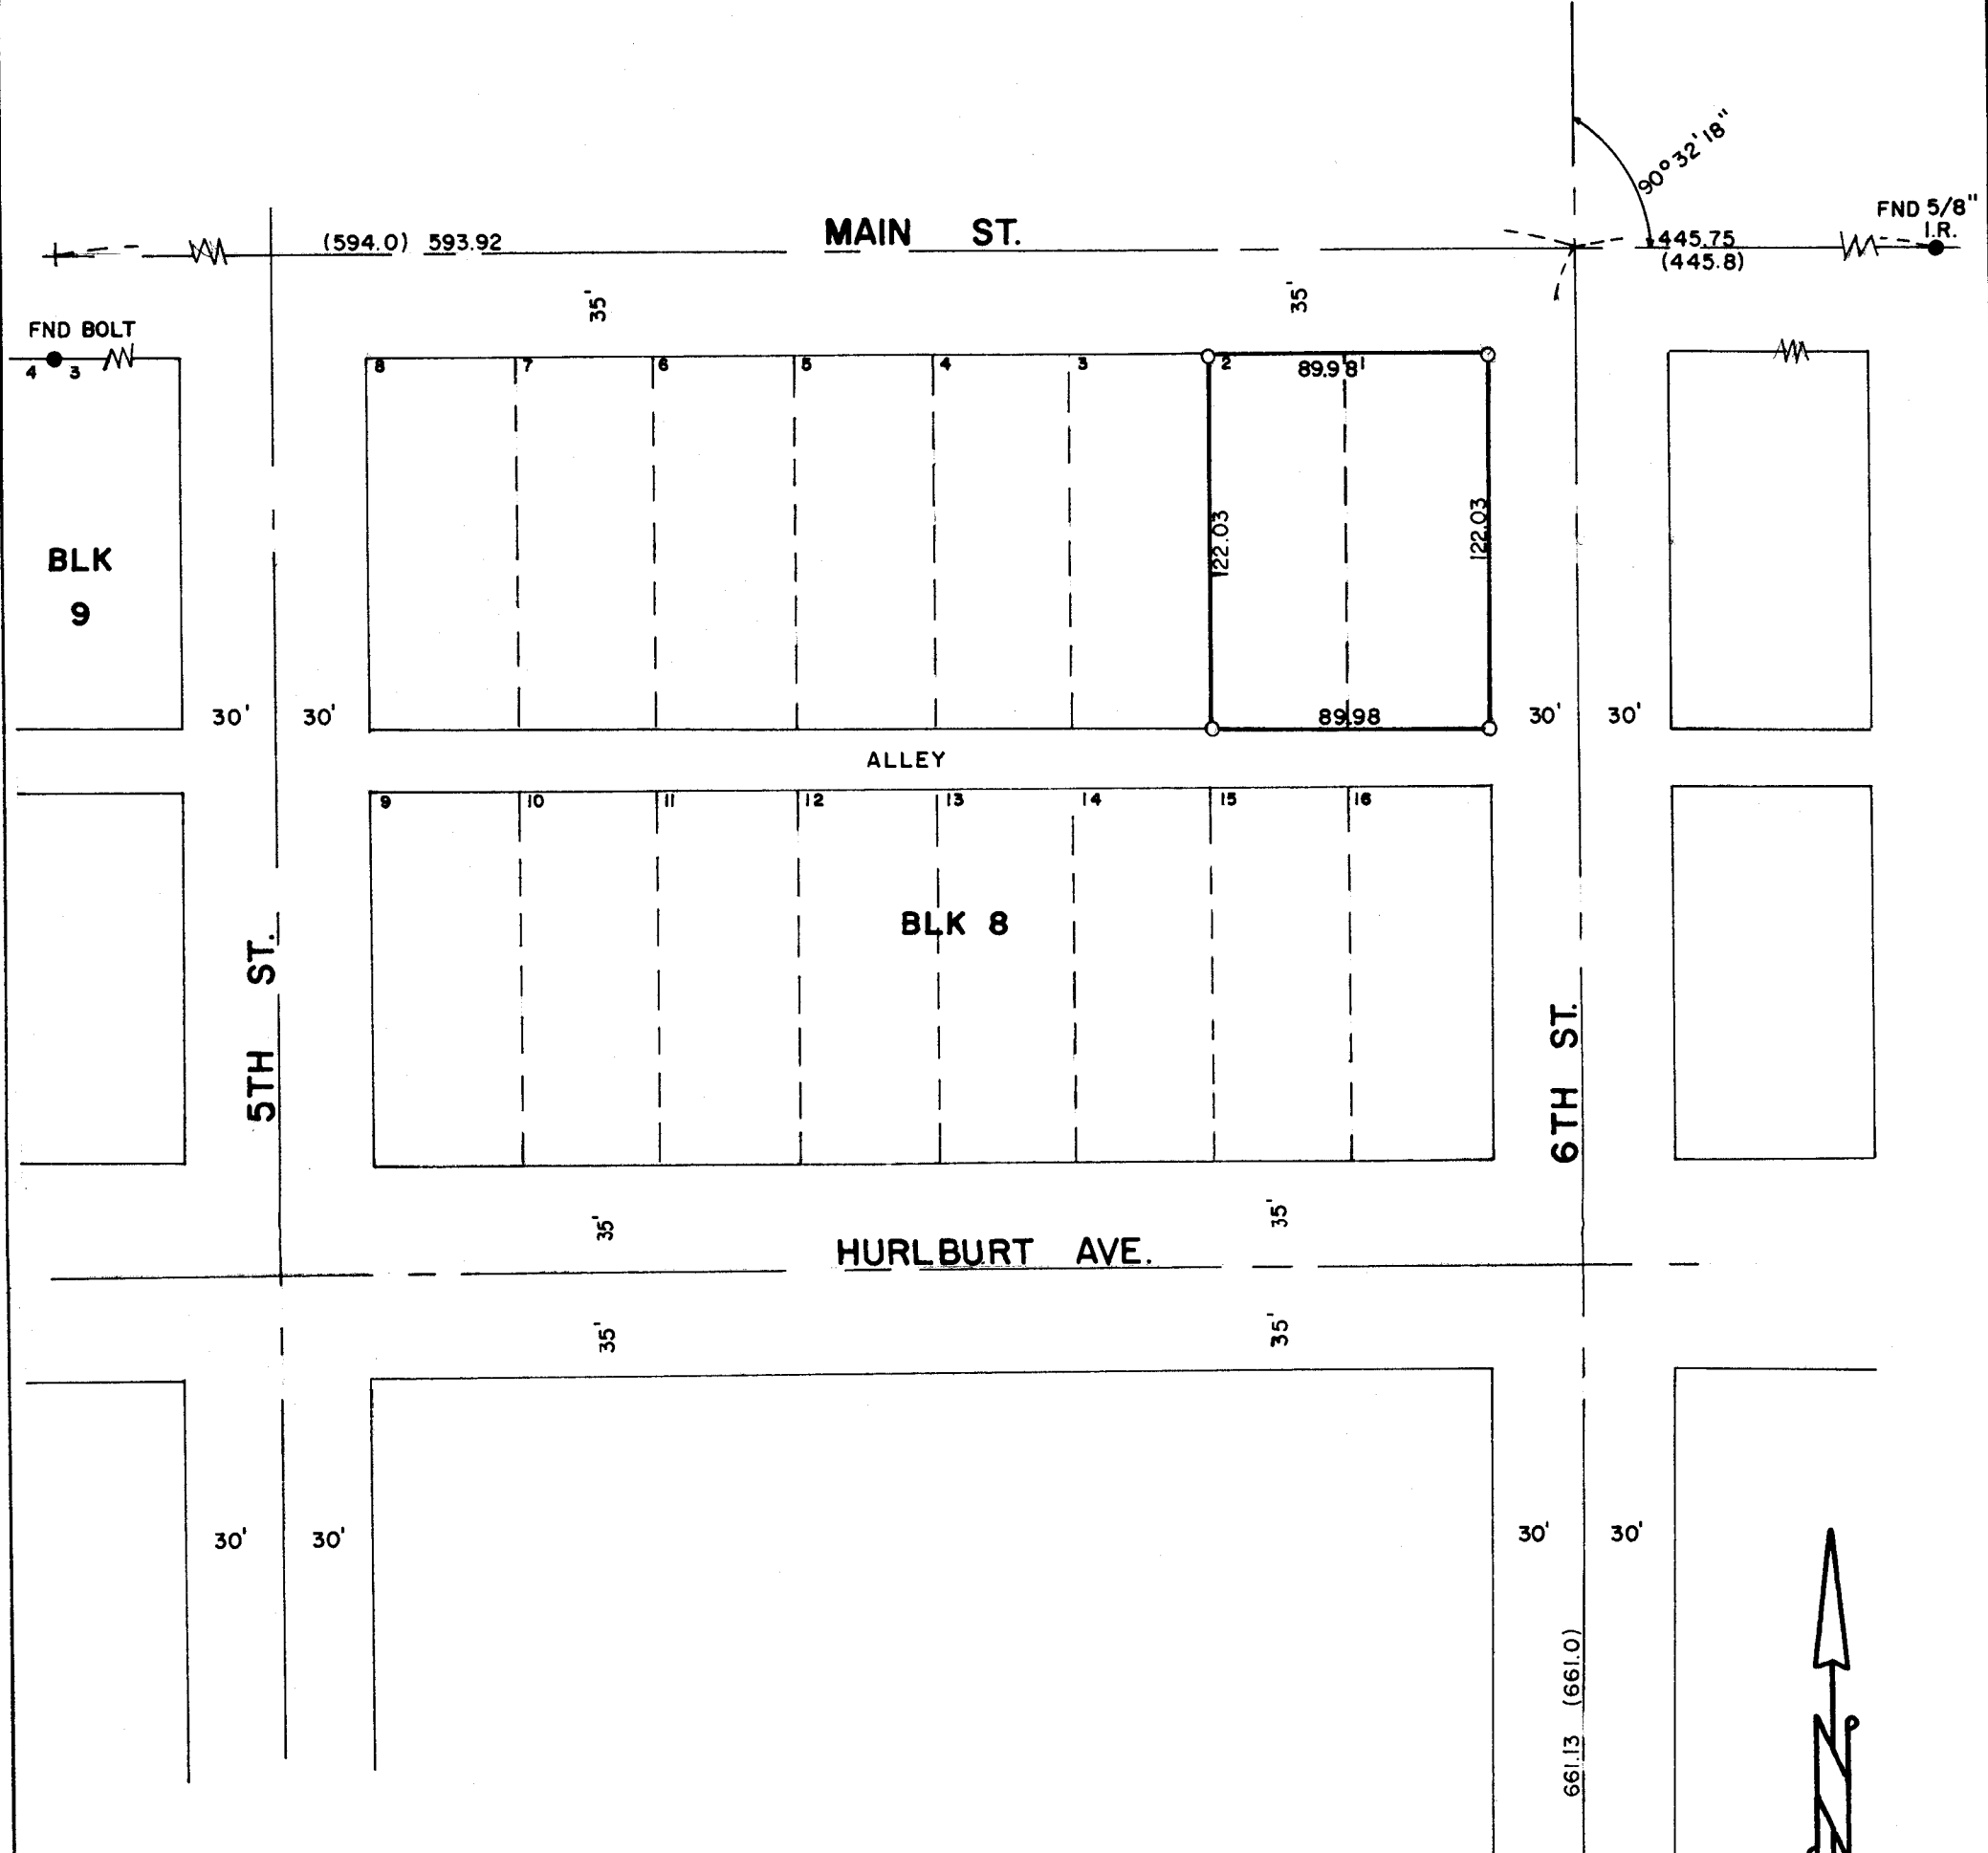 90° 32' 18"
FND 5/8"
I.R.
(594.0) 593.92
MAIN ST.
445.75
(445.8)
35'
35'
FND BOLT
4 3
8 7 6 5 4 3 2 1
89.98
BLK
9
122.03
122.03
30' 30'
89.98
30' 30'
ALLEY
9 10 11 12 13 14 15 16
BLK 8
5TH ST.
6TH ST.
35'
35'
HURLBURT AVE.
35'
35'
30' 30'
30' 30'
661.13 (661.0)
N